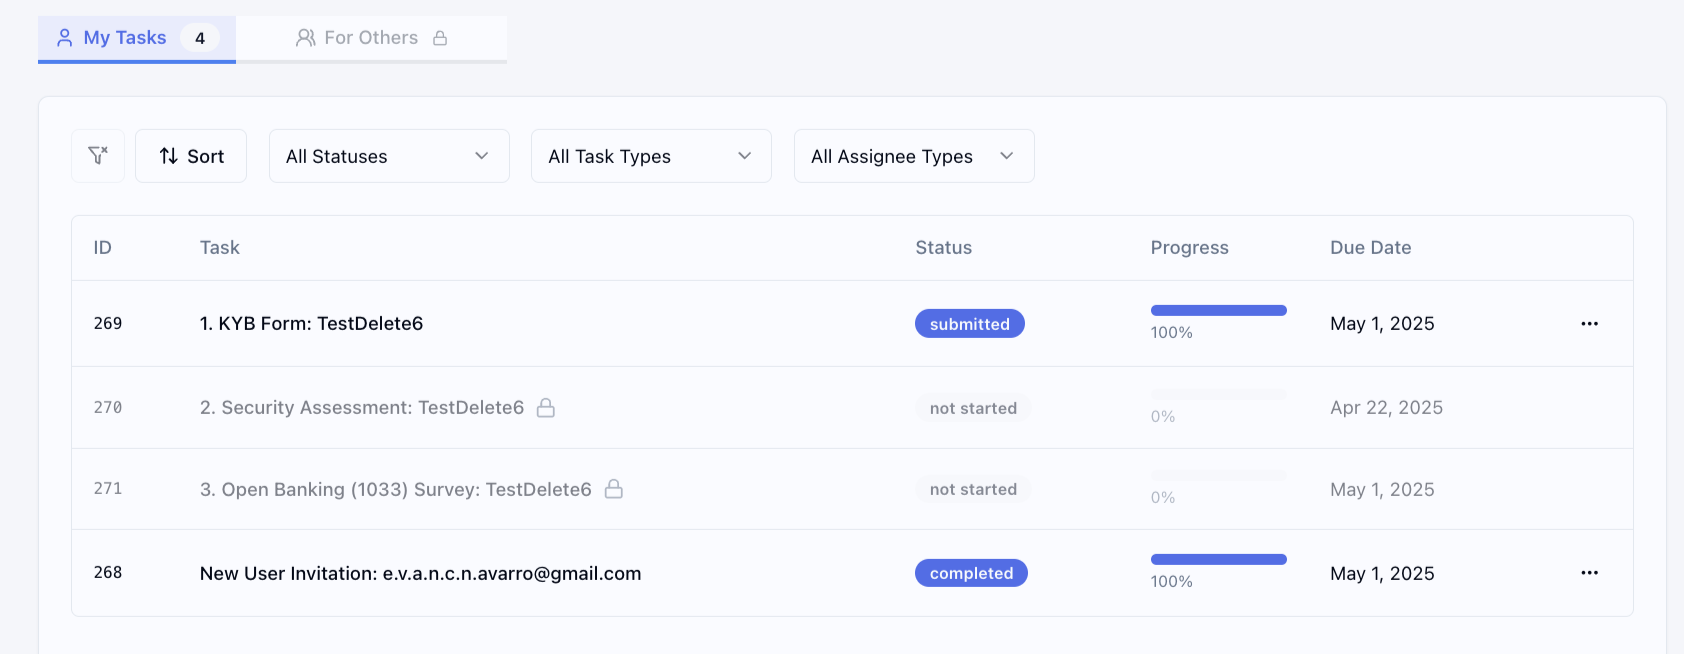 My Tasks 4 For Others
Sort All Statuses All Task Types All Assignee Types
ID Task Status Progress Due Date
269 1. KYB Form: TestDelete6 submitted 100% May 1, 2025
270 2. Security Assessment: TestDelete6 not started 0% Apr 22, 2025
271 3. Open Banking (1033) Survey: TestDelete6 not started 0% May 1, 2025
268 New User Invitation: e.v.a.n.c.n.avarro@gmail.com completed 100% May 1, 2025